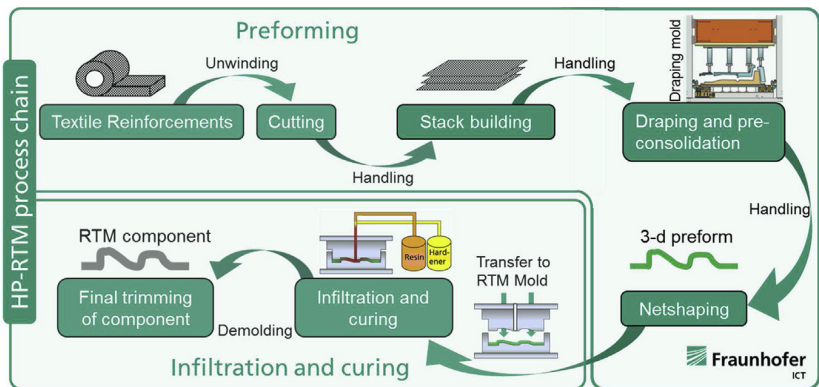 HP-RTM process chain
Preforming
Unwinding
Textile Reinforcements
Cutting
Handling
Stack building
Handling
Draping mold
Draping and pre-
consolidation
Handling
3-d preform
Netshaping
Transfer to
RTM Mold
Resin
Hard-
ener
Infiltration and
curing
Demolding
RTM component
Final trimming
of component
Infiltration and curing
Fraunhofer
ICT